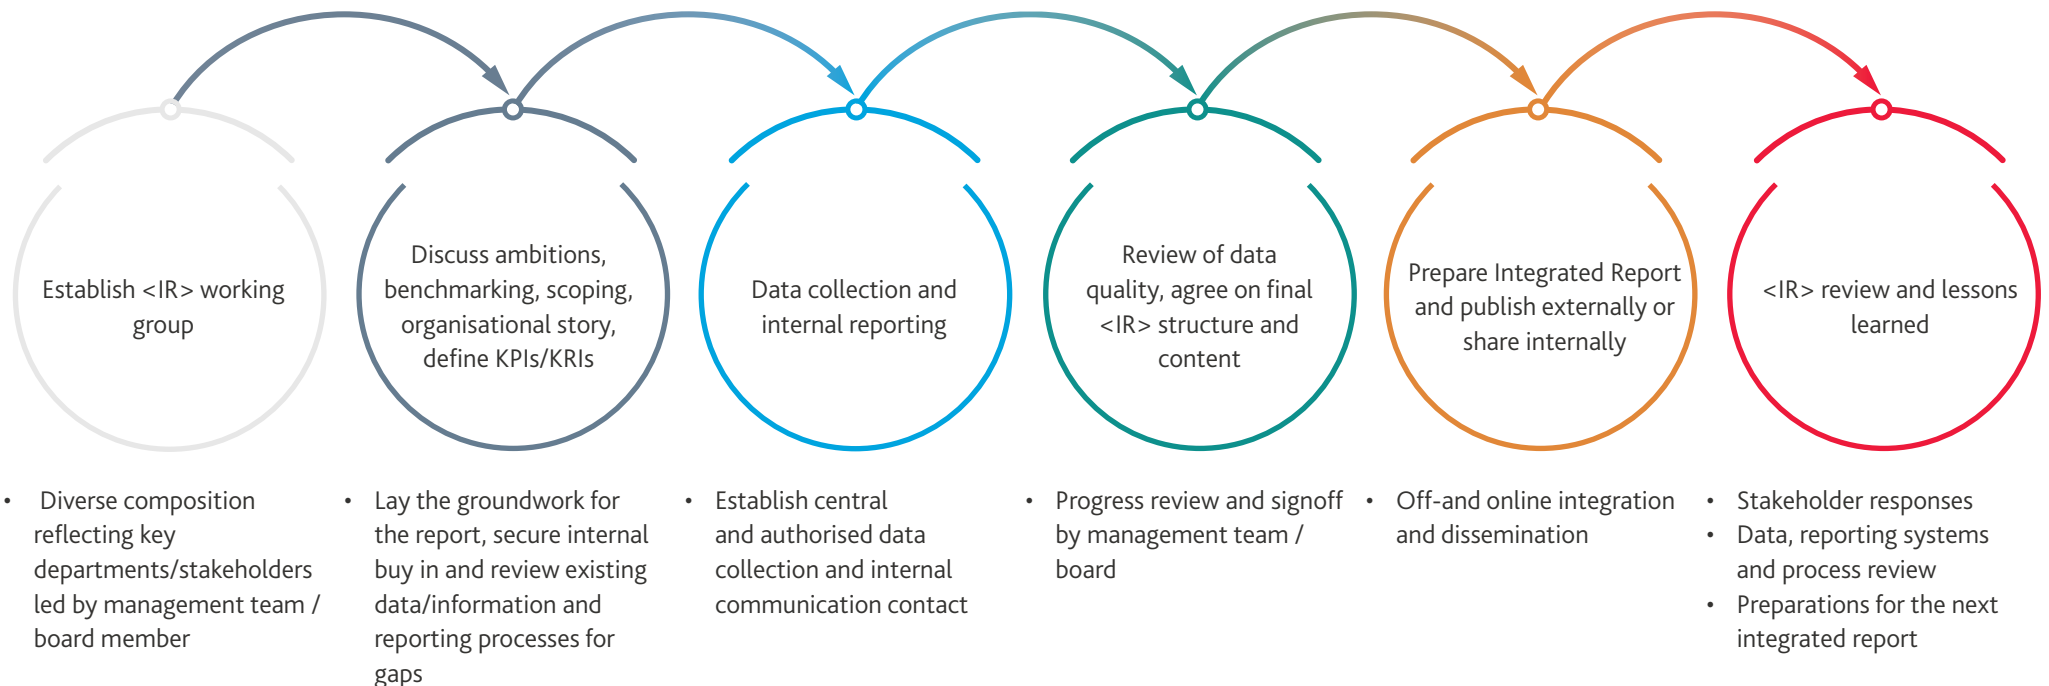 Establish <IR> working
group
Discuss ambitions,
benchmarking, scoping,
organisational story,
define KPIs/KRIs
Data collection and
internal reporting
Review of data
quality, agree on final
<IR> structure and
content
Prepare Integrated Report
and publish externally or
share internally
<IR> review and lessons
learned
• Diverse composition
reflecting key
departments/stakeholders
led by management team /
board member
• Lay the groundwork for
the report, secure internal
buy in and review existing
data/information and
reporting processes for
gaps
• Establish central
and authorised data
collection and internal
communication contact
• Progress review and signoff
by management team /
board
• Off-and online integration
and dissemination
• Stakeholder responses
• Data, reporting systems
and process review
• Preparations for the next
integrated report